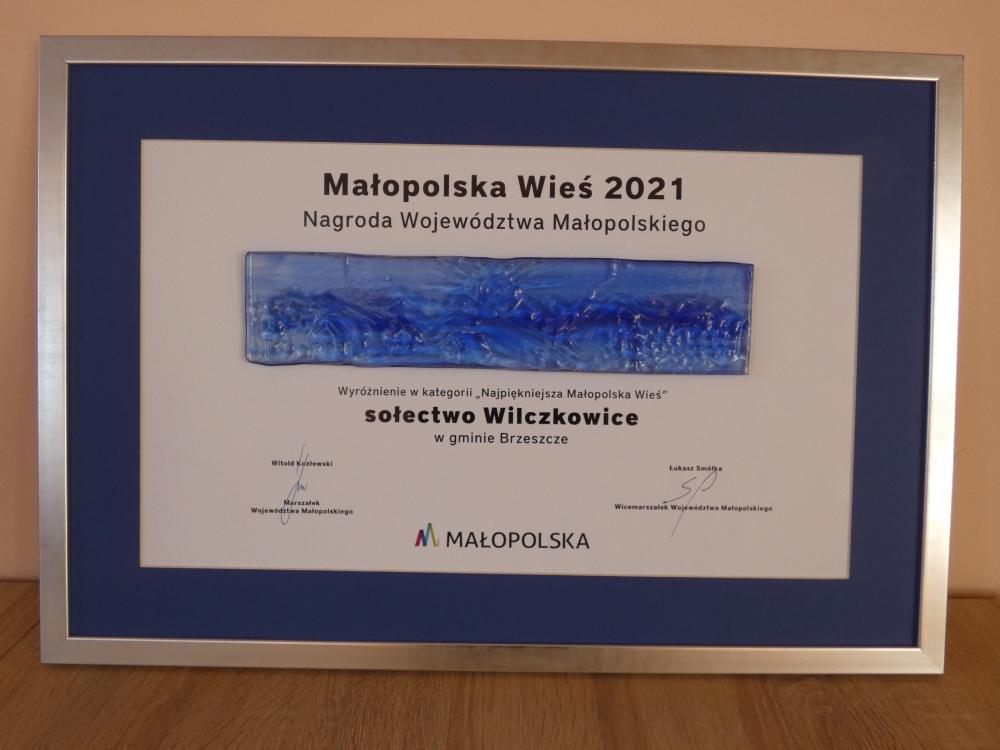 Małopolska Wieś 2021
Nagroda Województwa Małopolskiego
Wyróżnienie w kategorii „Najpiękniejsza Małopolska Wieś”
sołectwo Wilczkowice
w gminie Brzeszcze
Witold Kozłowski
Marszałek
Województwa Małopolskiego
Łukasz Smółka
Wicemarszałek Województwa Małopolskiego
MAŁOPOLSKA